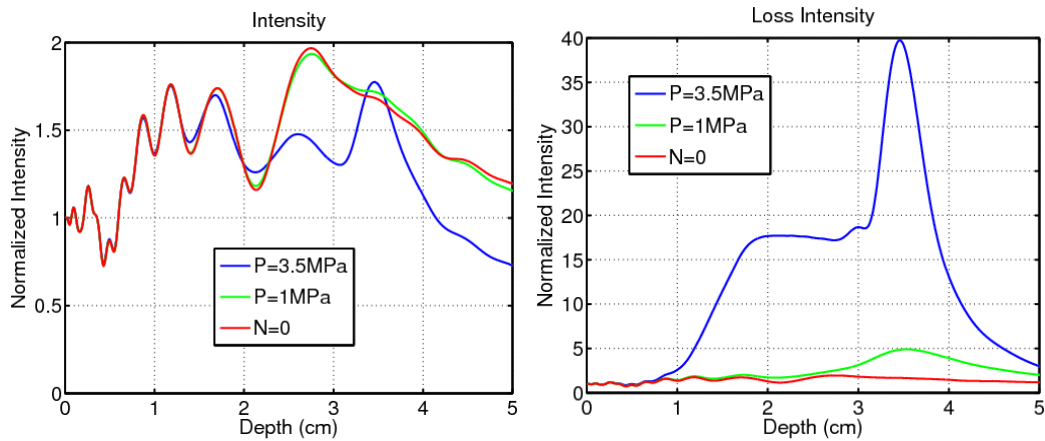 Intensity
Normalized Intensity
2
1.5
1
0.5
0
P=3.5MPa
P=1MPa
N=0
0 1 2 3 4 5
Depth (cm)
Loss Intensity
Normalized Intensity
40
35
30
25
20
15
10
5
0
P=3.5MPa
P=1MPa
N=0
0 1 2 3 4 5
Depth (cm)